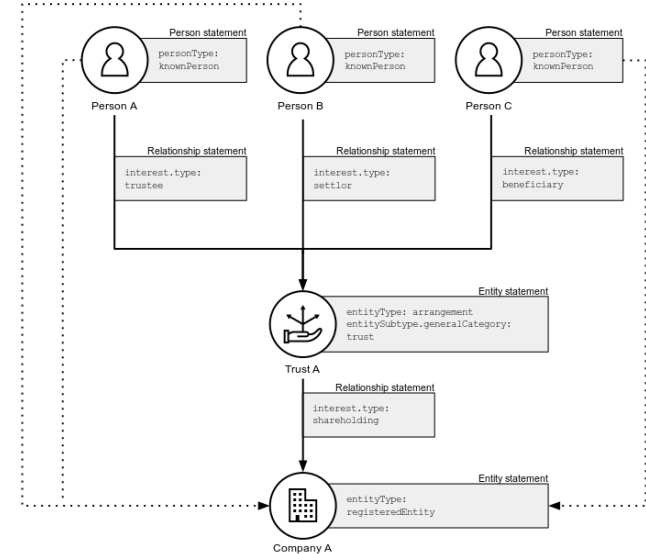 Person statement
personType:
knownPerson
Person A
Person statement
personType:
knownPerson
Person B
Person statement
personType:
knownPerson
Person C
Relationship statement
interest.type:
trustee
Relationship statement
interest.type:
settlor
Relationship statement
interest.type:
beneficiary
Entity statement
entityType: arrangement
entitySubtype.generalCategory:
trust
Trust A
Relationship statement
interest.type:
shareholding
Entity statement
entityType:
registeredEntity
Company A